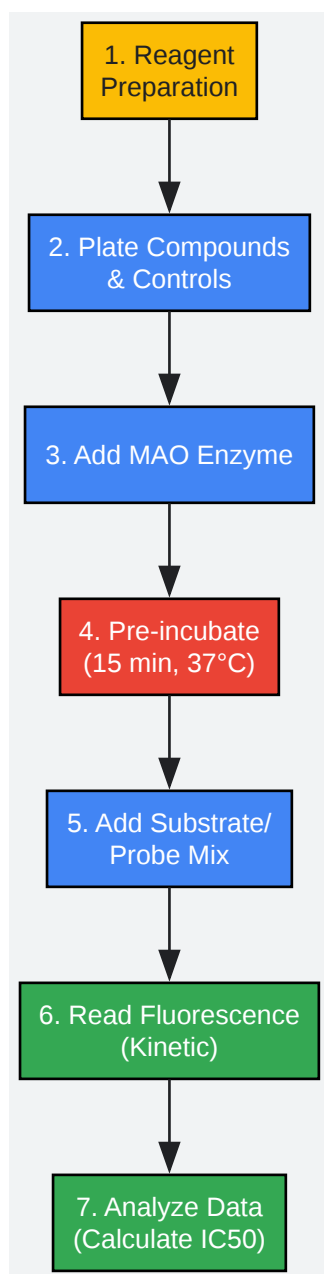 1. Reagent
Preparation
2. Plate Compounds
& Controls
3. Add MAO Enzyme
4. Pre-incubate
(15 min, 37°C)
5. Add Substrate/
Probe Mix
6. Read Fluorescence
(Kinetic)
7. Analyze Data
(Calculate IC50)